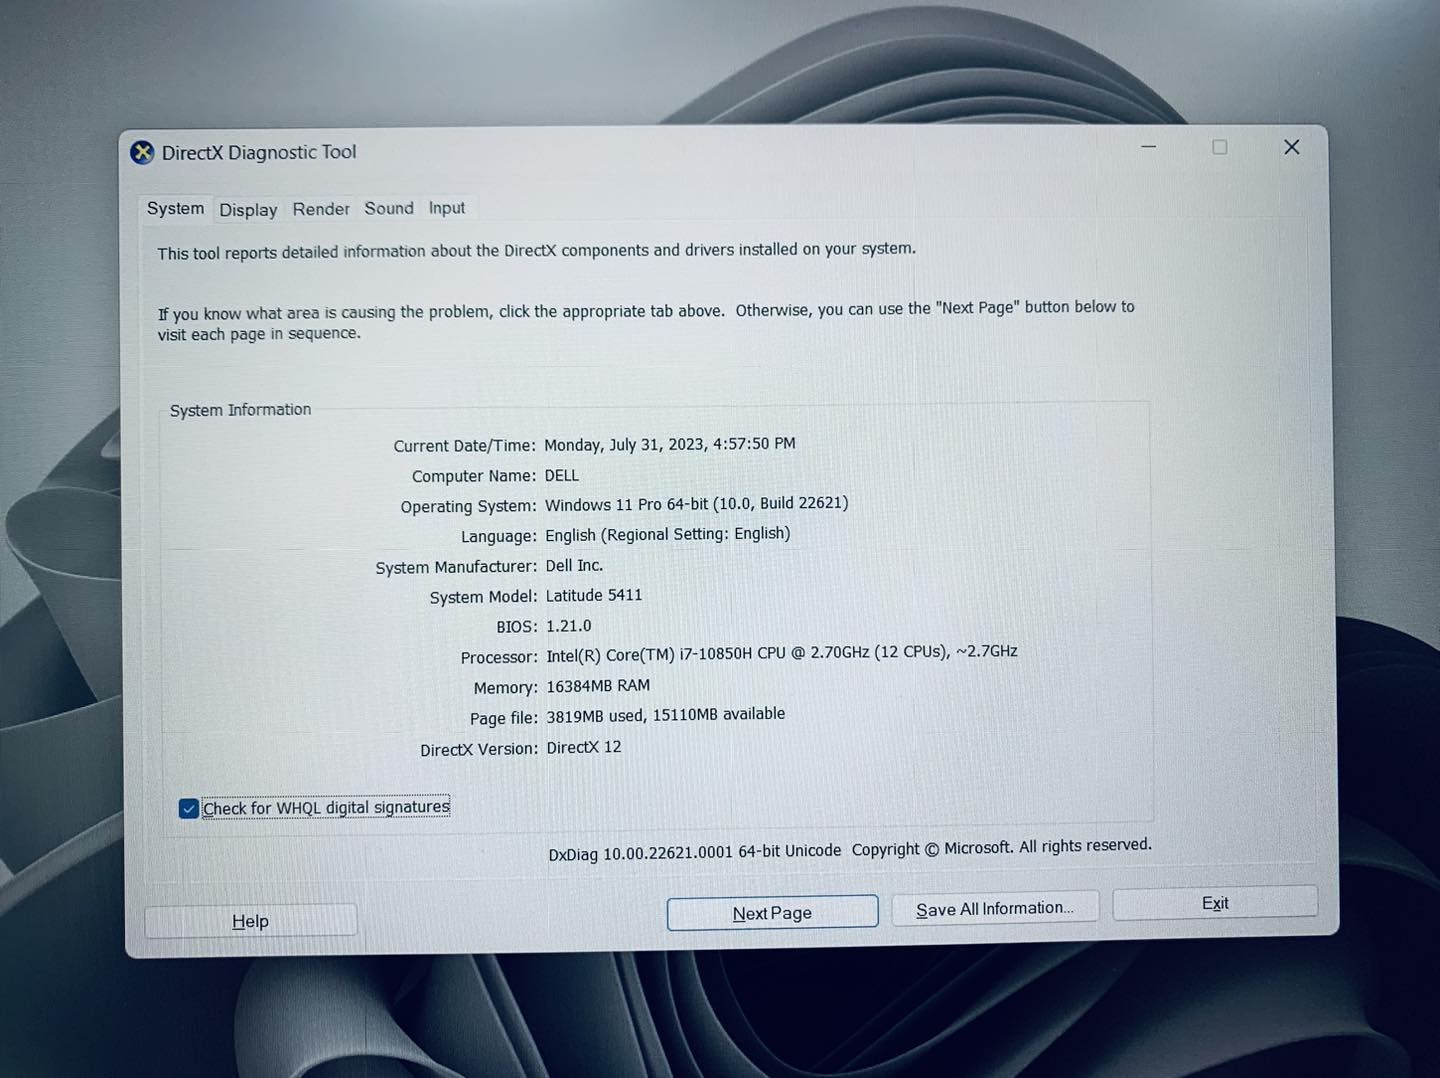 DirectX Diagnostic Tool
System Display Render Sound Input
This tool reports detailed information about the DirectX components and drivers installed on your system.
If you know what area is causing the problem, click the appropriate tab above.  Otherwise, you can use the "Next Page" button below to
visit each page in sequence.
System Information
Current Date/Time: Monday, July 31, 2023, 4:57:50 PM
Computer Name: DELL
Operating System: Windows 11 Pro 64-bit (10.0, Build 22621)
Language: English (Regional Setting: English)
System Manufacturer: Dell Inc.
System Model: Latitude 5411
BIOS: 1.21.0
Processor: Intel(R) Core(TM) i7-10850H CPU @ 2.70GHz (12 CPUs), ~2.7GHz
Memory: 16384MB RAM
Page file: 3819MB used, 15110MB available
DirectX Version: DirectX 12
Check for WHQL digital signatures
DxDiag 10.00.22621.0001 64-bit Unicode  Copyright © Microsoft. All rights reserved.
Help Next Page Save All Information... Exit